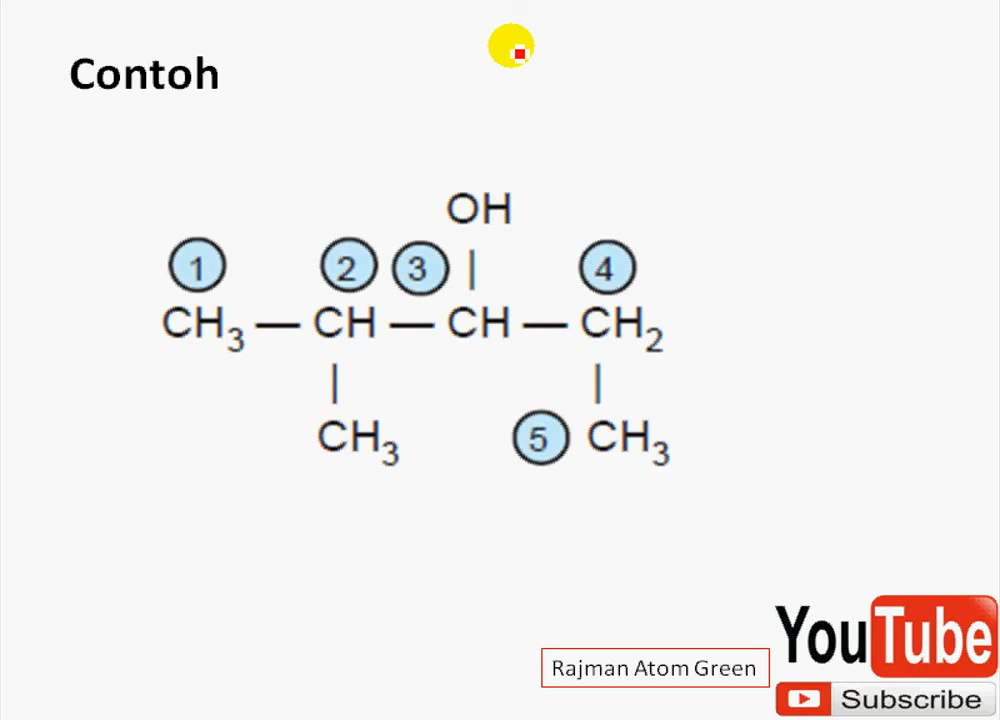 Contoh
OH
1 2 3 | 4
CH₃ — CH — CH — CH₂
| |
CH₃ 5 CH₃
Rajman Atom Green
YouTube
Subscribe